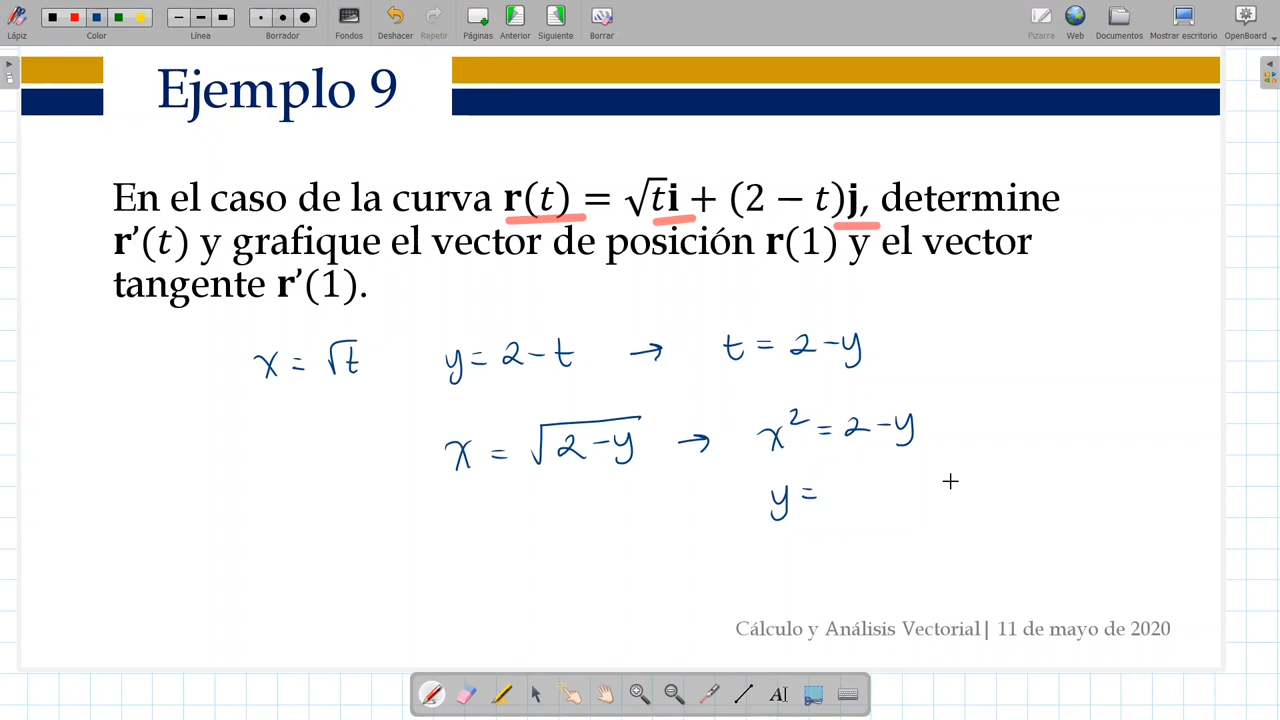 Lápiz Color Línea Borrador Fondos Deshacer Repetir Páginas Anterior Siguiente Borrar Pizarra Web Documentos Mostrar escritorio OpenBoard
Ejemplo 9
En el caso de la curva r(t) = √t i + (2 − t)j, determine
r’(t) y grafique el vector de posición r(1) y el vector
tangente r’(1).
x = √t y = 2 − t → t = 2 − y
x = √(2 − y) → x² = 2 − y
y =
Cálculo y Análisis Vectorial| 11 de mayo de 2020
AI